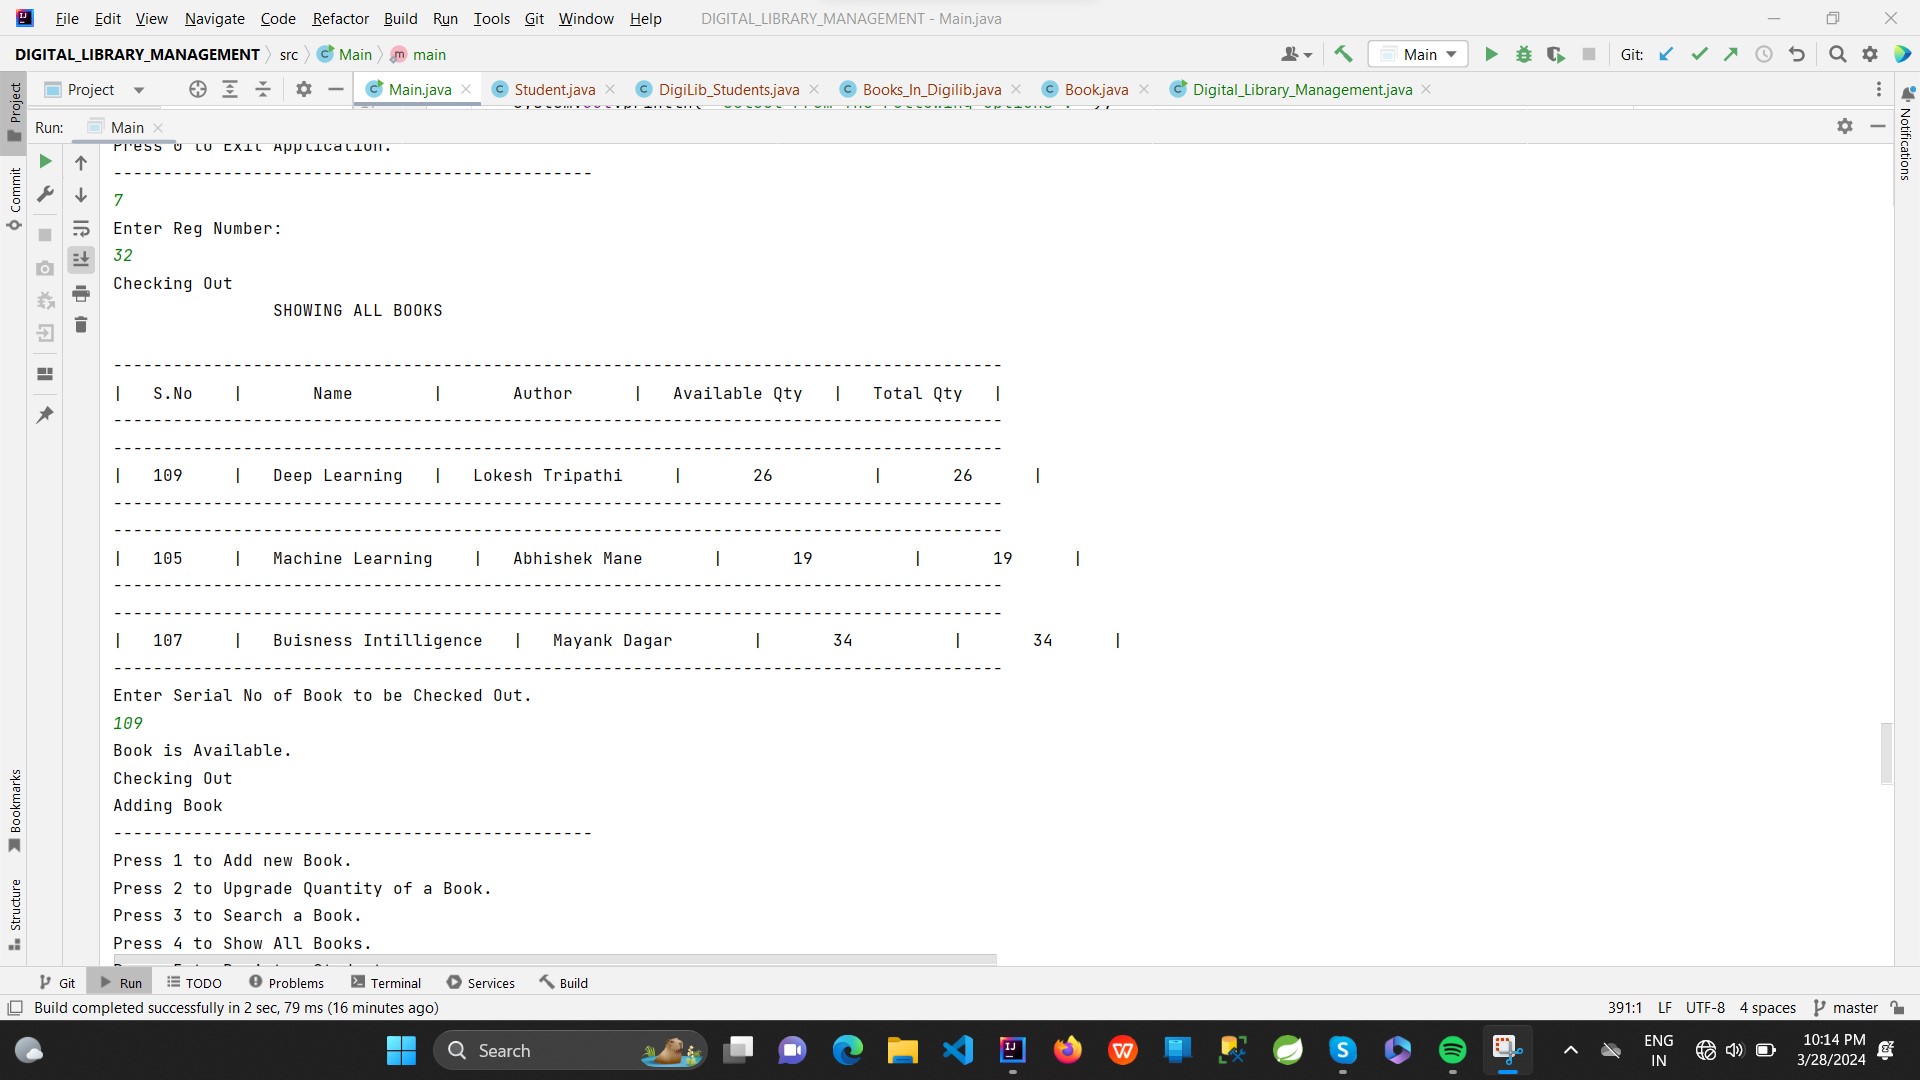 File Edit View Navigate Code Refactor Build Run Tools Git Window Help DIGITAL_LIBRARY_MANAGEMENT - Main.java
DIGITAL_LIBRARY_MANAGEMENT src Main main Main Git:
Project Main.java Student.java DigiLib_Students.java Books_In_Digilib.java Book.java Digital_Library_Management.java
Run: Main
Project
Commit
Bookmarks
Structure
Notifications
Press 0 to Exit Application.
------------------------------------------------
7
Enter Reg Number:
32
Checking Out
SHOWING ALL BOOKS
-----------------------------------------------------------------------------------------
| S.No | Name | Author | Available Qty | Total Qty |
-----------------------------------------------------------------------------------------
-----------------------------------------------------------------------------------------
| 109 | Deep Learning | Lokesh Tripathi | 26 | 26 |
-----------------------------------------------------------------------------------------
-----------------------------------------------------------------------------------------
| 105 | Machine Learning | Abhishek Mane | 19 | 19 |
-----------------------------------------------------------------------------------------
-----------------------------------------------------------------------------------------
| 107 | Buisness Intilligence | Mayank Dagar | 34 | 34 |
-----------------------------------------------------------------------------------------
Enter Serial No of Book to be Checked Out.
109
Book is Available.
Checking Out
Adding Book
------------------------------------------------
Press 1 to Add new Book.
Press 2 to Upgrade Quantity of a Book.
Press 3 to Search a Book.
Press 4 to Show All Books.
Git Run TODO Problems Terminal Services Build
Build completed successfully in 2 sec, 79 ms (16 minutes ago) 391:1 LF UTF-8 4 spaces master
Search ENG IN 10:14 PM 3/28/2024